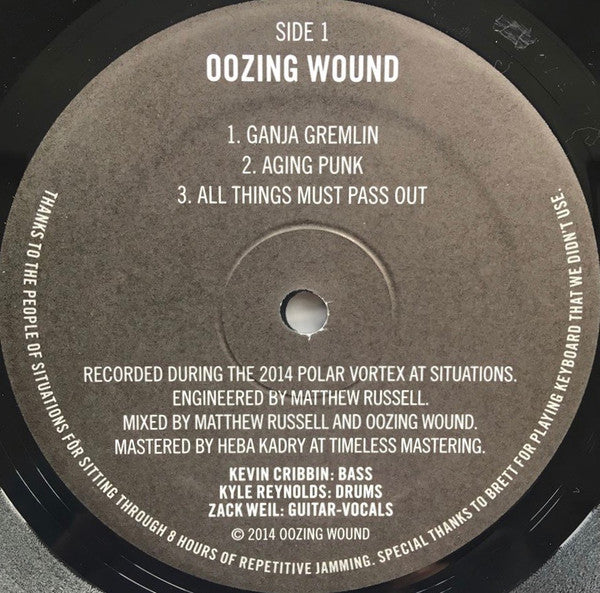 SIDE 1
OOZING WOUND
1. GANJA GREMLIN
2. AGING PUNK
3. ALL THINGS MUST PASS OUT
RECORDED DURING THE 2014 POLAR VORTEX AT SITUATIONS.
ENGINEERED BY MATTHEW RUSSELL.
MIXED BY MATTHEW RUSSELL AND OOZING WOUND.
MASTERED BY HEBA KADRY AT TIMELESS MASTERING.
KEVIN CRIBBIN: BASS
KYLE REYNOLDS: DRUMS
ZACK WEIL: GUITAR-VOCALS
© 2014 OOZING WOUND
THANKS TO THE PEOPLE OF SITUATIONS FOR SITTING THROUGH 8 HOURS OF REPETITIVE JAMMING. SPECIAL THANKS TO BRETT FOR PLAYING KEYBOARD THAT WE DIDN'T USE.